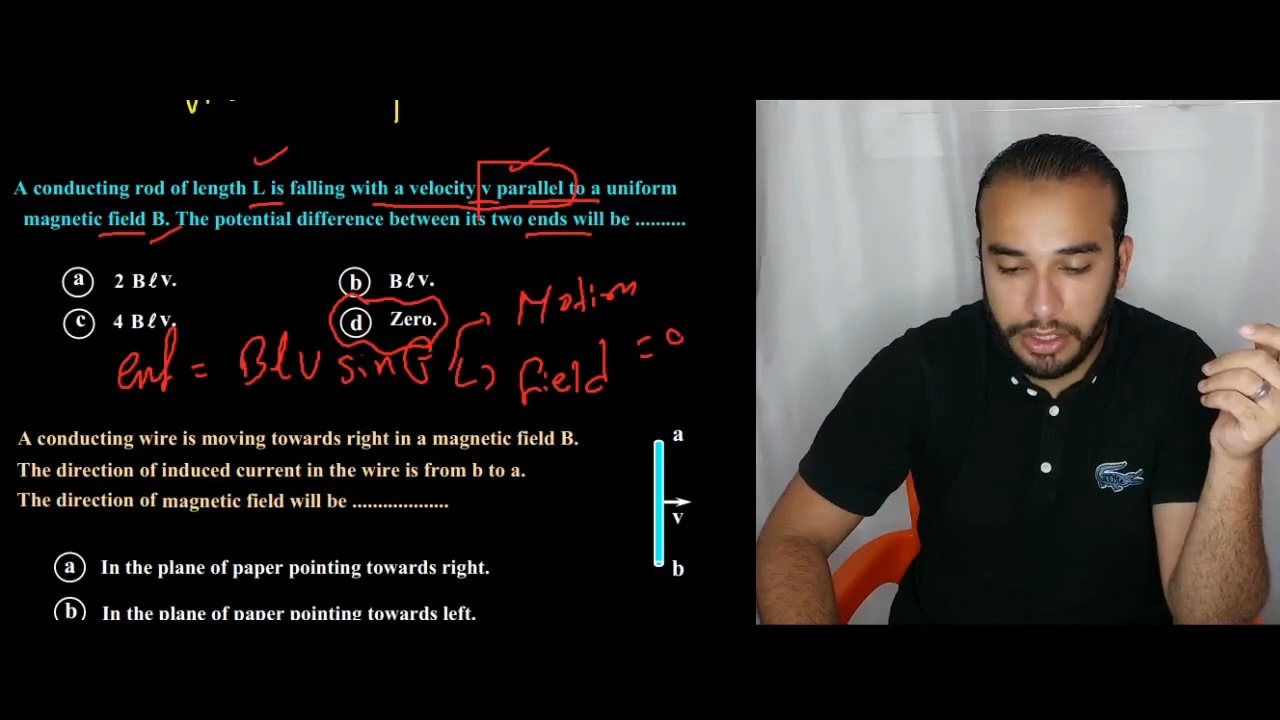 A conducting rod of length L is falling with a velocity v parallel to a uniform
magnetic field B. The potential difference between its two ends will be ..........
a 2 Bℓv. b Bℓv.
c 4 Bℓv. d Zero.
emf = Blv sinθ Motion
field = 0
A conducting wire is moving towards right in a magnetic field B.
The direction of induced current in the wire is from b to a.
The direction of magnetic field will be ...................
a
v
b
a In the plane of paper pointing towards right.
b In the plane of paper pointing towards left.